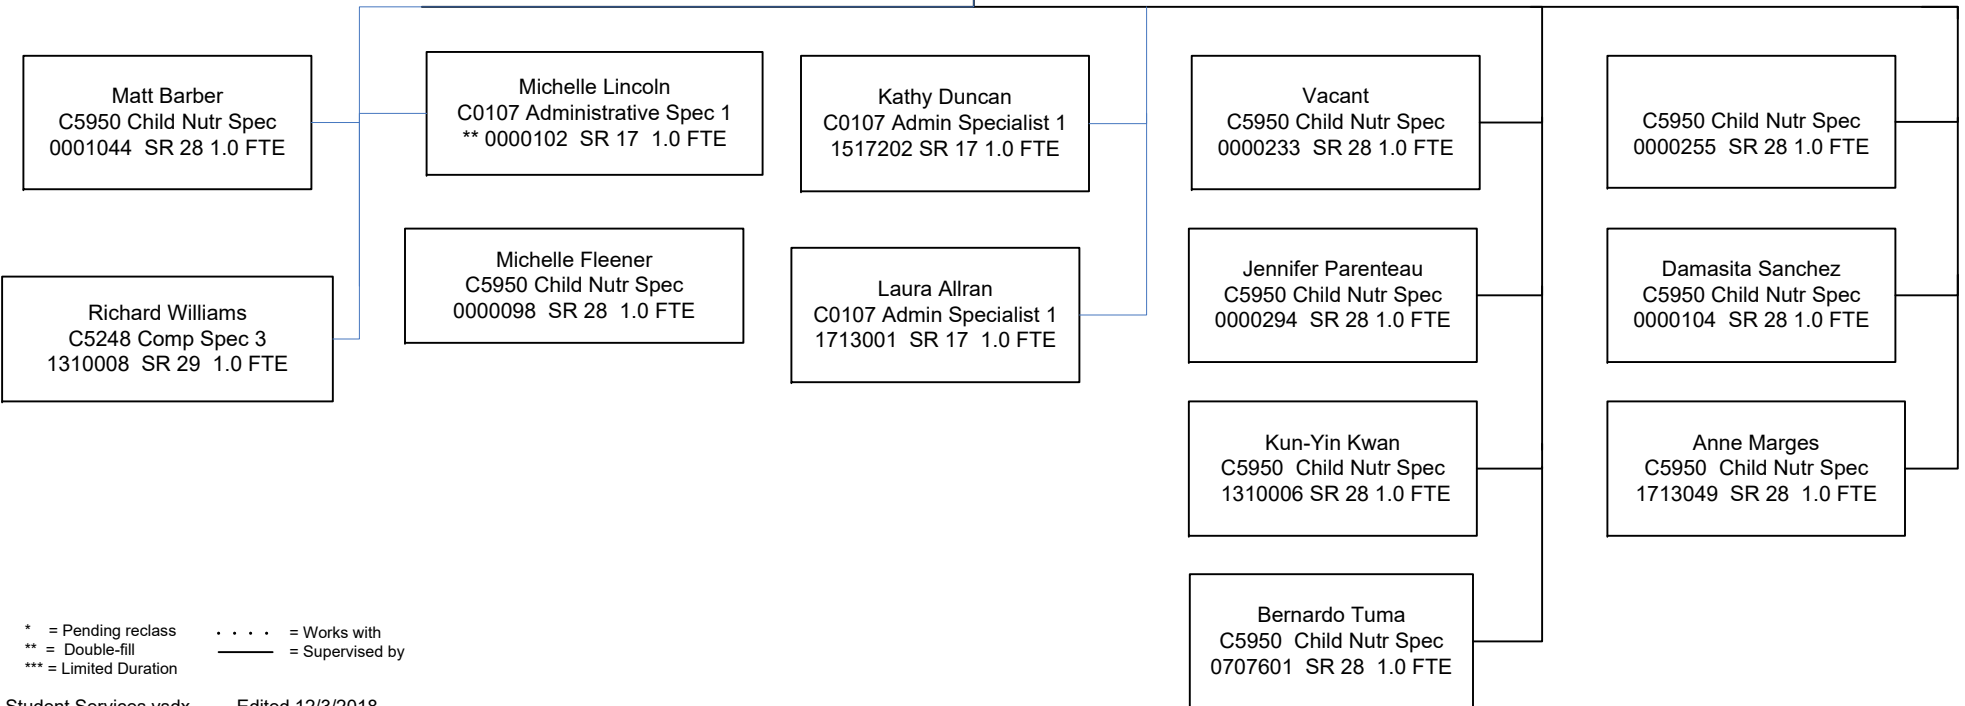 Matt Barber
C5950 Child Nutr Spec
0001044 SR 28 1.0 FTE
Michelle Lincoln
C0107 Administrative Spec 1
** 0000102 SR 17 1.0 FTE
Kathy Duncan
C0107 Admin Specialist 1
1517202 SR 17 1.0 FTE
Vacant
C5950 Child Nutr Spec
0000233 SR 28 1.0 FTE
C5950 Child Nutr Spec
0000255 SR 28 1.0 FTE
Richard Williams
C5248 Comp Spec 3
1310008 SR 29 1.0 FTE
Michelle Fleener
C5950 Child Nutr Spec
0000098 SR 28 1.0 FTE
Laura Allran
C0107 Admin Specialist 1
1713001 SR 17 1.0 FTE
Jennifer Parenteau
C5950 Child Nutr Spec
0000294 SR 28 1.0 FTE
Damasita Sanchez
C5950 Child Nutr Spec
0000104 SR 28 1.0 FTE
Kun-Yin Kwan
C5950 Child Nutr Spec
1310006 SR 28 1.0 FTE
Anne Marges
C5950 Child Nutr Spec
1713049 SR 28 1.0 FTE
Bernardo Tuma
C5950 Child Nutr Spec
0707601 SR 28 1.0 FTE
* = Pending reclass
** = Double-fill
*** = Limited Duration
. . . . = Works with
= Supervised by
Student Services.vsdx Edited 12/3/2018